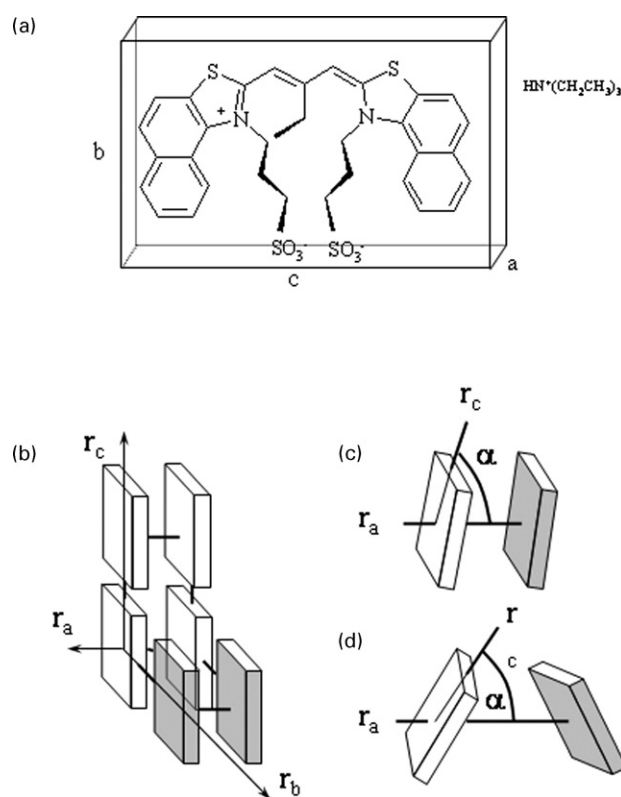 (a)
S S
HN⁺(CH₂CH₃)₃
+
N N
b
SO₃⁻ SO₃⁻
c
a
(b)
r_c
r_a
r_b
(c)
r_c
α
r_a
(d)
r
c
α
r_a